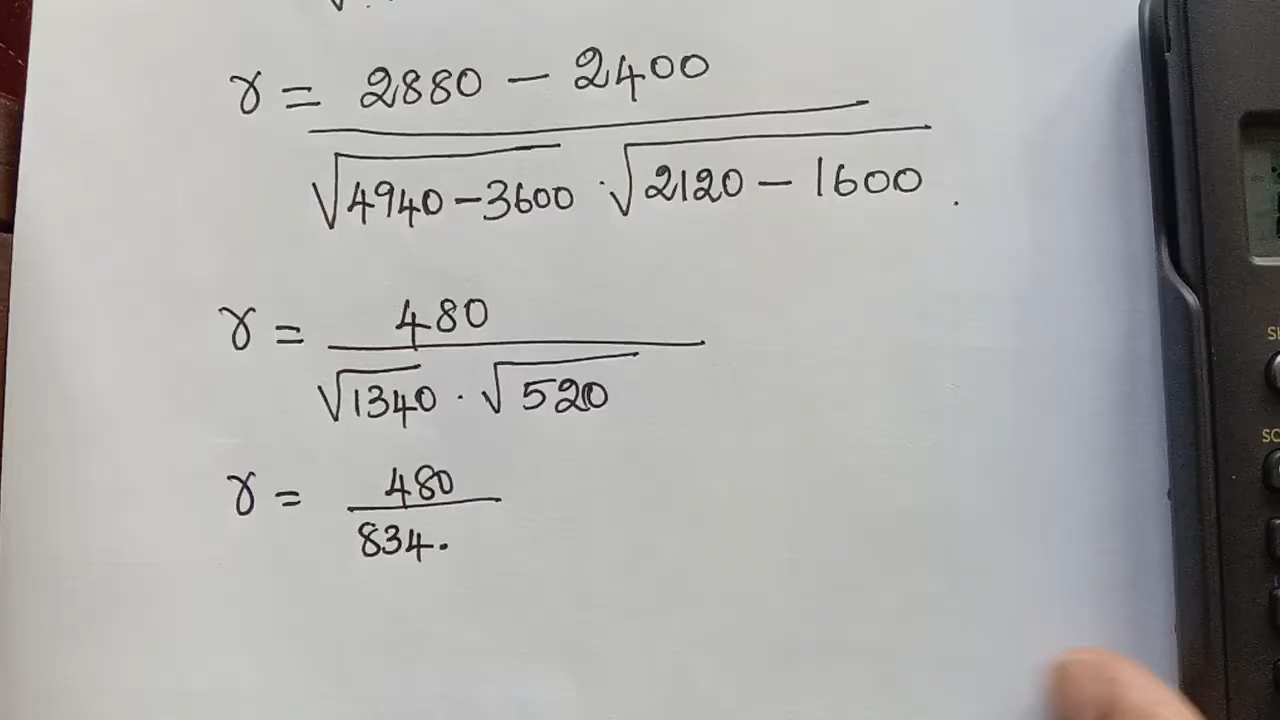 r = 2880 - 2400
√4940-3600 · √2120 - 1600 .
r = 480
√1340 · √520
r = 480
834.